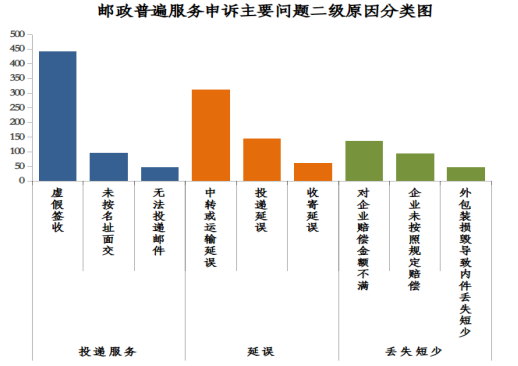 邮政普遍服务申诉主要问题二级原因分类图
500
450
400
350
300
250
200
150
100
50
0
虚假签收
未按名址面交
无法投递邮件
中转或运输延误
投递延误
收寄延误
对企业赔偿金额不满
企业未按照规定赔偿
外包装损毁导致内件丢失短少
投递服务
延误
丢失短少